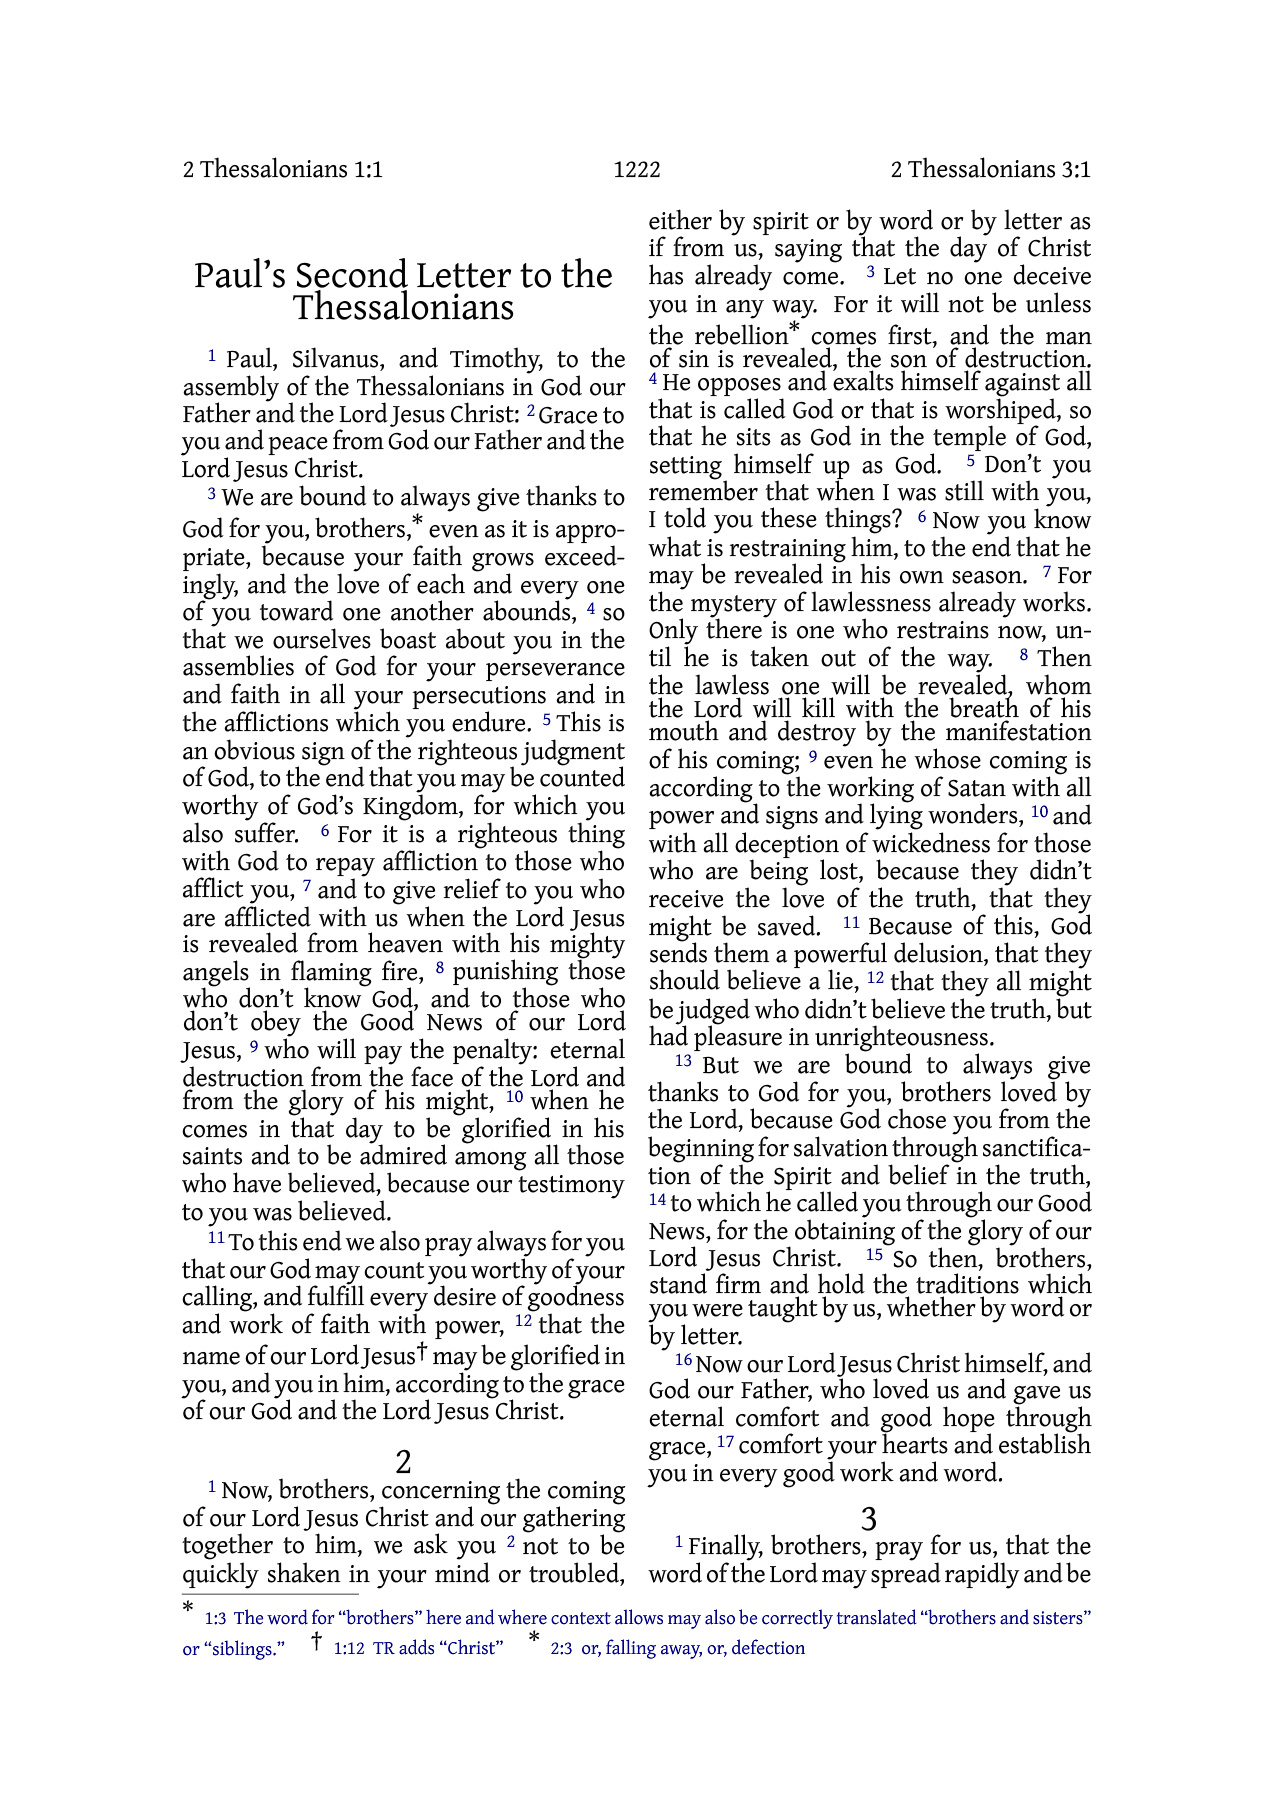 2 Thessalonians 1:1 1222 2 Thessalonians 3:1
Paul’s Second Letter to the
Thessalonians
1 Paul, Silvanus, and Timothy, to the
assembly of the Thessalonians in God our
Father and the Lord Jesus Christ: 2 Grace to
you and peace from God our Father and the
Lord Jesus Christ.
3 We are bound to always give thanks to
God for you, brothers,* even as it is appro-
priate, because your faith grows exceed-
ingly, and the love of each and every one
of you toward one another abounds, 4 so
that we ourselves boast about you in the
assemblies of God for your perseverance
and faith in all your persecutions and in
the afflictions which you endure. 5 This is
an obvious sign of the righteous judgment
of God, to the end that you may be counted
worthy of God’s Kingdom, for which you
also suffer. 6 For it is a righteous thing
with God to repay affliction to those who
afflict you, 7 and to give relief to you who
are afflicted with us when the Lord Jesus
is revealed from heaven with his mighty
angels in flaming fire, 8 punishing those
who don’t know God, and to those who
don’t obey the Good News of our Lord
Jesus, 9 who will pay the penalty: eternal
destruction from the face of the Lord and
from the glory of his might, 10 when he
comes in that day to be glorified in his
saints and to be admired among all those
who have believed, because our testimony
to you was believed.
11 To this end we also pray always for you
that our God may count you worthy of your
calling, and fulfill every desire of goodness
and work of faith with power, 12 that the
name of our Lord Jesus† may be glorified in
you, and you in him, according to the grace
of our God and the Lord Jesus Christ.
2
1 Now, brothers, concerning the coming
of our Lord Jesus Christ and our gathering
together to him, we ask you 2 not to be
quickly shaken in your mind or troubled,
either by spirit or by word or by letter as
if from us, saying that the day of Christ
has already come. 3 Let no one deceive
you in any way. For it will not be unless
the rebellion* comes first, and the man
of sin is revealed, the son of destruction.
4 He opposes and exalts himself against all
that is called God or that is worshiped, so
that he sits as God in the temple of God,
setting himself up as God. 5 Don’t you
remember that when I was still with you,
I told you these things? 6 Now you know
what is restraining him, to the end that he
may be revealed in his own season. 7 For
the mystery of lawlessness already works.
Only there is one who restrains now, un-
til he is taken out of the way. 8 Then
the lawless one will be revealed, whom
the Lord will kill with the breath of his
mouth and destroy by the manifestation
of his coming; 9 even he whose coming is
according to the working of Satan with all
power and signs and lying wonders, 10 and
with all deception of wickedness for those
who are being lost, because they didn’t
receive the love of the truth, that they
might be saved. 11 Because of this, God
sends them a powerful delusion, that they
should believe a lie, 12 that they all might
be judged who didn’t believe the truth, but
had pleasure in unrighteousness.
13 But we are bound to always give
thanks to God for you, brothers loved by
the Lord, because God chose you from the
beginning for salvation through sanctifica-
tion of the Spirit and belief in the truth,
14 to which he called you through our Good
News, for the obtaining of the glory of our
Lord Jesus Christ. 15 So then, brothers,
stand firm and hold the traditions which
you were taught by us, whether by word or
by letter.
16 Now our Lord Jesus Christ himself, and
God our Father, who loved us and gave us
eternal comfort and good hope through
grace, 17 comfort your hearts and establish
you in every good work and word.
3
1 Finally, brothers, pray for us, that the
word of the Lord may spread rapidly and be
* 1:3 The word for “brothers” here and where context allows may also be correctly translated “brothers and sisters”
or “siblings.” † 1:12 TR adds “Christ” * 2:3 or, falling away, or, defection